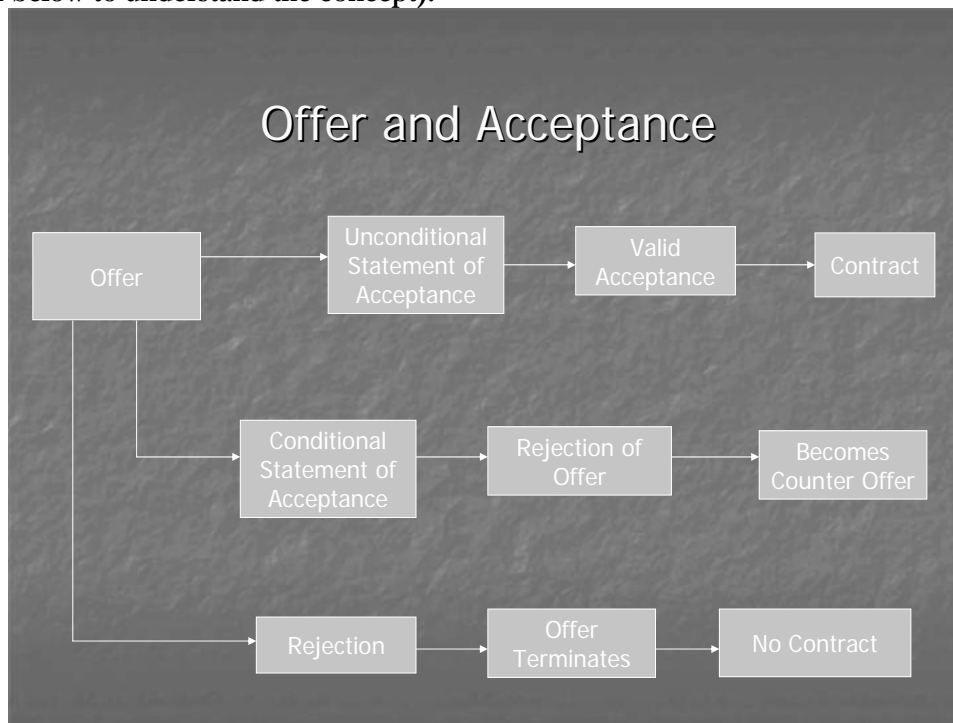 below to understand the concept).
Offer and Acceptance
Offer
Unconditional
Statement of
Acceptance
Valid
Acceptance
Contract
Conditional
Statement of
Acceptance
Rejection of
Offer
Becomes
Counter Offer
Rejection
Offer
Terminates
No Contract